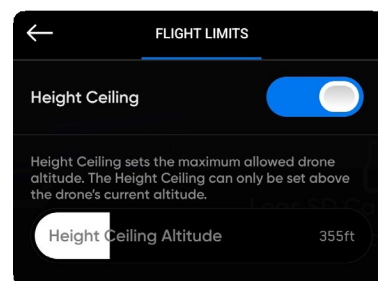 FLIGHT LIMITS
Height Ceiling
Height Ceiling sets the maximum allowed drone
altitude. The Height Ceiling can only be set above
the drone's current altitude.
Height Ceiling Altitude 355ft